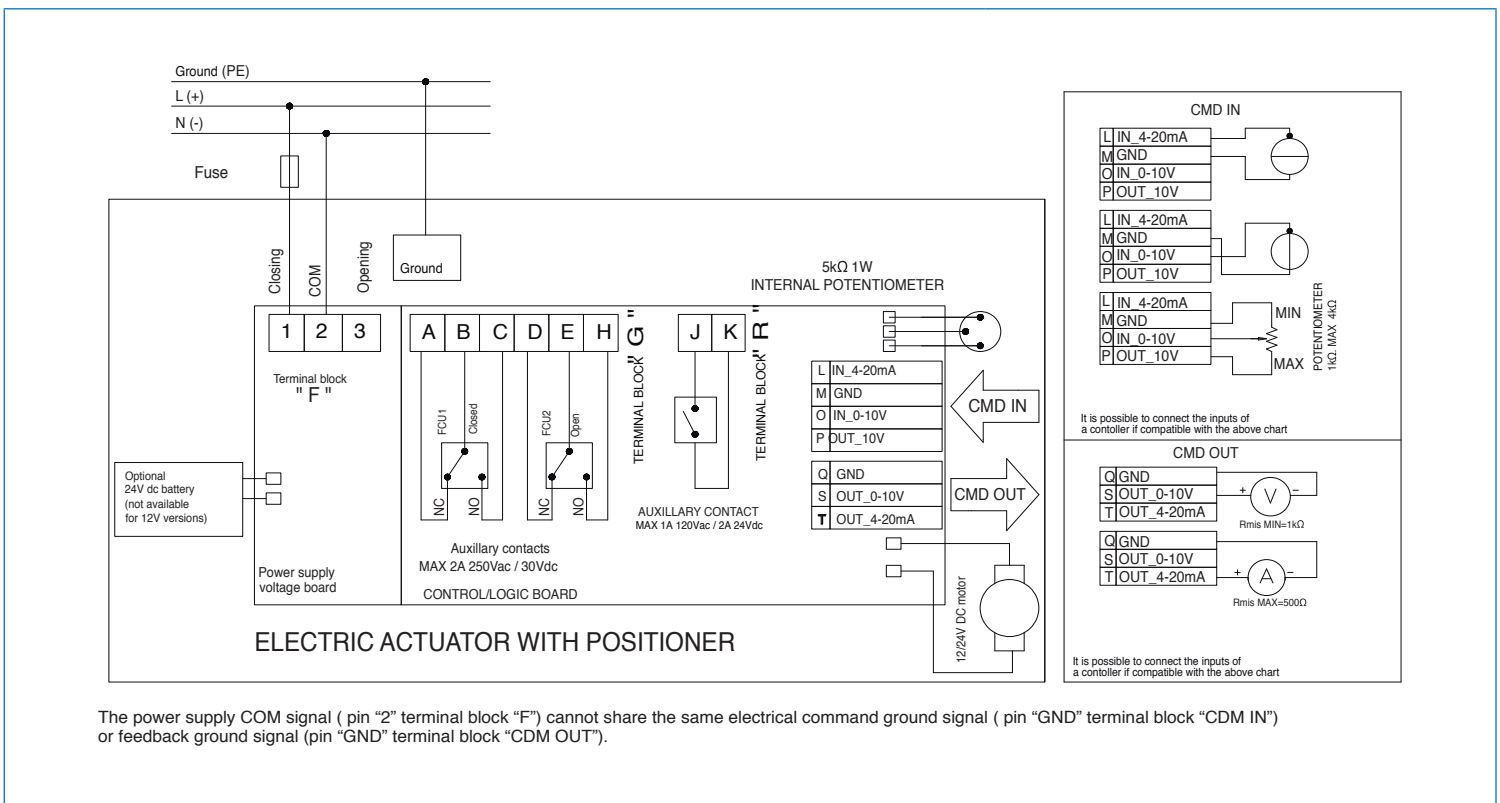 Ground (PE)
L (+)
N (-)
Fuse
Closing
COM
Opening
Ground
1 2 3
Terminal block
" F "
Optional
24V dc battery
(not available
for 12V versions)
Power supply
voltage board
A B C D E H
TERMINAL BLOCK" G "
FCU1
Closed
NC
NO
FCU2
Open
NC
NO
Auxillary contacts
MAX 2A 250Vac / 30Vdc
CONTROL/LOGIC BOARD
J K
TERMINAL BLOCK" R "
AUXILLARY CONTACT
MAX 1A 120Vac / 2A 24Vdc
5kΩ 1W
INTERNAL POTENTIOMETER
L IN_4-20mA
M GND
O IN_0-10V
P OUT_10V
CMD IN
Q GND
S OUT_0-10V
T OUT_4-20mA
CMD OUT
12/24V DC motor
ELECTRIC ACTUATOR WITH POSITIONER
CMD IN
L IN_4-20mA
M GND
O IN_0-10V
P OUT_10V
L IN_4-20mA
M GND
O IN_0-10V
P OUT_10V
L IN_4-20mA
M GND
O IN_0-10V
P OUT_10V
MIN
MAX
POTENTIOMETER
1kΩ. MAX 4kΩ
It is possible to connect the inputs of
a contoller if compatible with the above chart
CMD OUT
Q GND
S OUT_0-10V
T OUT_4-20mA
+ V −
Rmis MIN=1kΩ
Q GND
S OUT_0-10V
T OUT_4-20mA
+ A −
Rmis MAX=500Ω
It is possible to connect the inputs of
a contoller if compatible with the above chart
The power supply COM signal ( pin “2” terminal block “F”) cannot share the same electrical command ground signal ( pin “GND” terminal block “CDM IN”)
or feedback ground signal (pin “GND” terminal block “CDM OUT”).